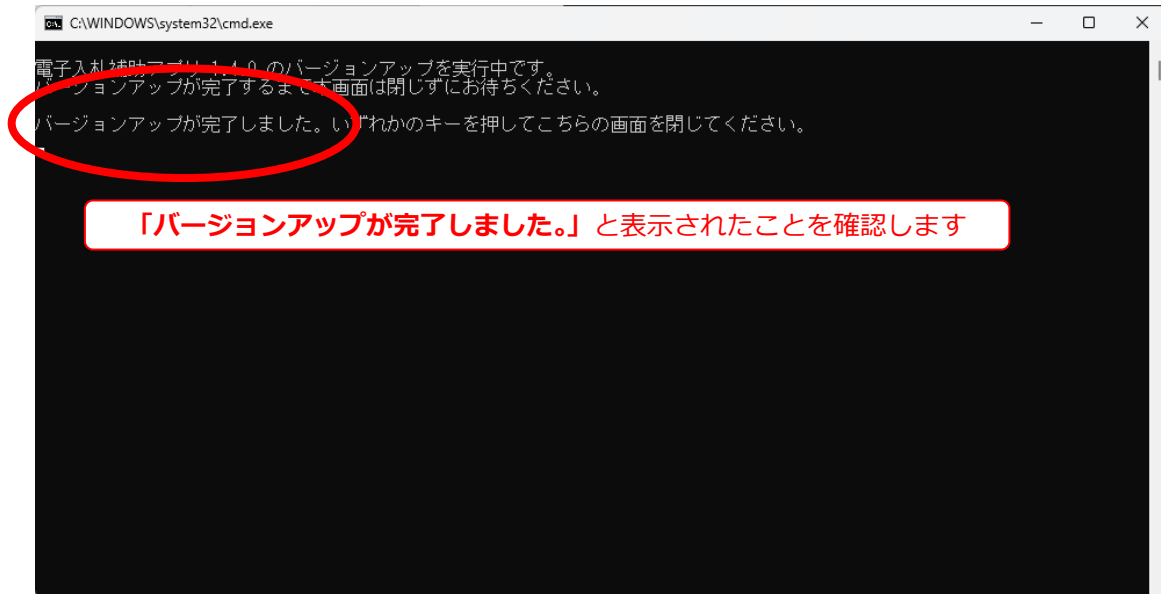 C:\WINDOWS\system32\cmd.exe
電子入札補助アプリ 1.4.0 のバージョンアップを実行中です。
バージョンアップが完了するまで本画面は閉じずにお待ちください。
バージョンアップが完了しました。いずれかのキーを押してこちらの画面を閉じてください。
「バージョンアップが完了しました。」と表示されたことを確認します